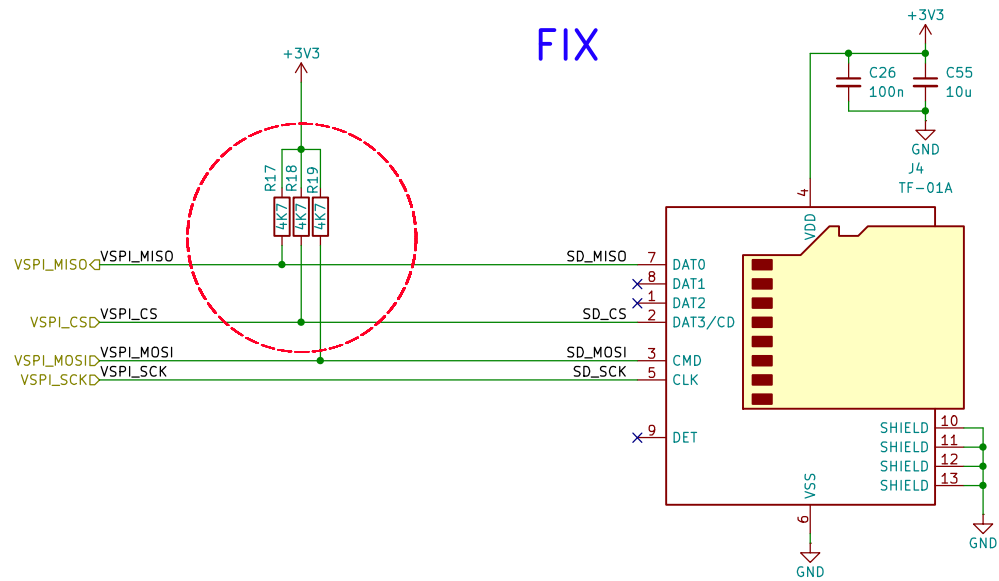 FIX
+3V3
C26
100n
C55
10u
GND
+3V3
R17
R18
R19
4K7
4K7
4K7
J4
TF-01A
4
VDD
VSPI_MISO
VSPI_MISO
SD_MISO
7
DAT0
8
DAT1
1
DAT2
VSPI_CS
VSPI_CS
SD_CS
2
DAT3/CD
VSPI_MOSI
VSPI_MOSI
SD_MOSI
3
CMD
VSPI_SCK
VSPI_SCK
SD_SCK
5
CLK
9
DET
SHIELD
10
SHIELD
11
SHIELD
12
SHIELD
13
VSS
6
GND
GND